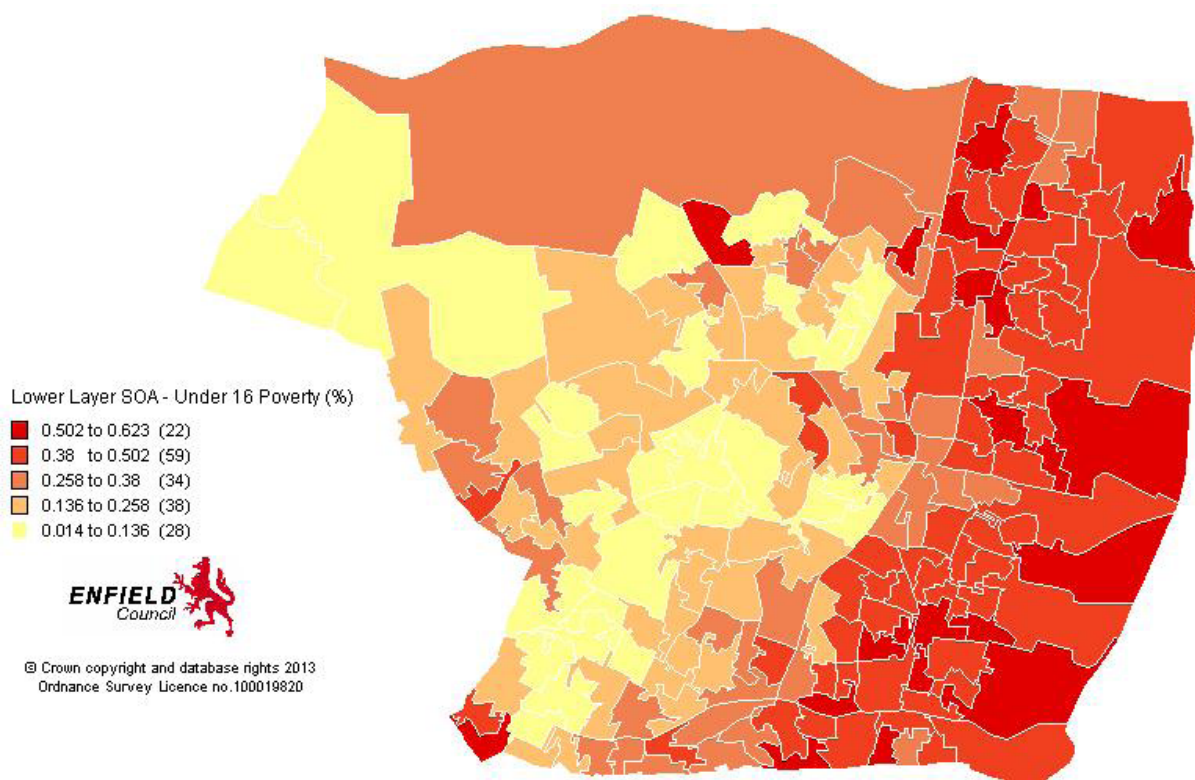 Lower Layer SOA - Under 16 Poverty (%)
0.502 to 0.623 (22)
0.38 to 0.502 (59)
0.258 to 0.38 (34)
0.136 to 0.258 (38)
0.014 to 0.136 (28)
ENFIELD
Council
© Crown copyright and database rights 2013
Ordnance Survey Licence no.100019820